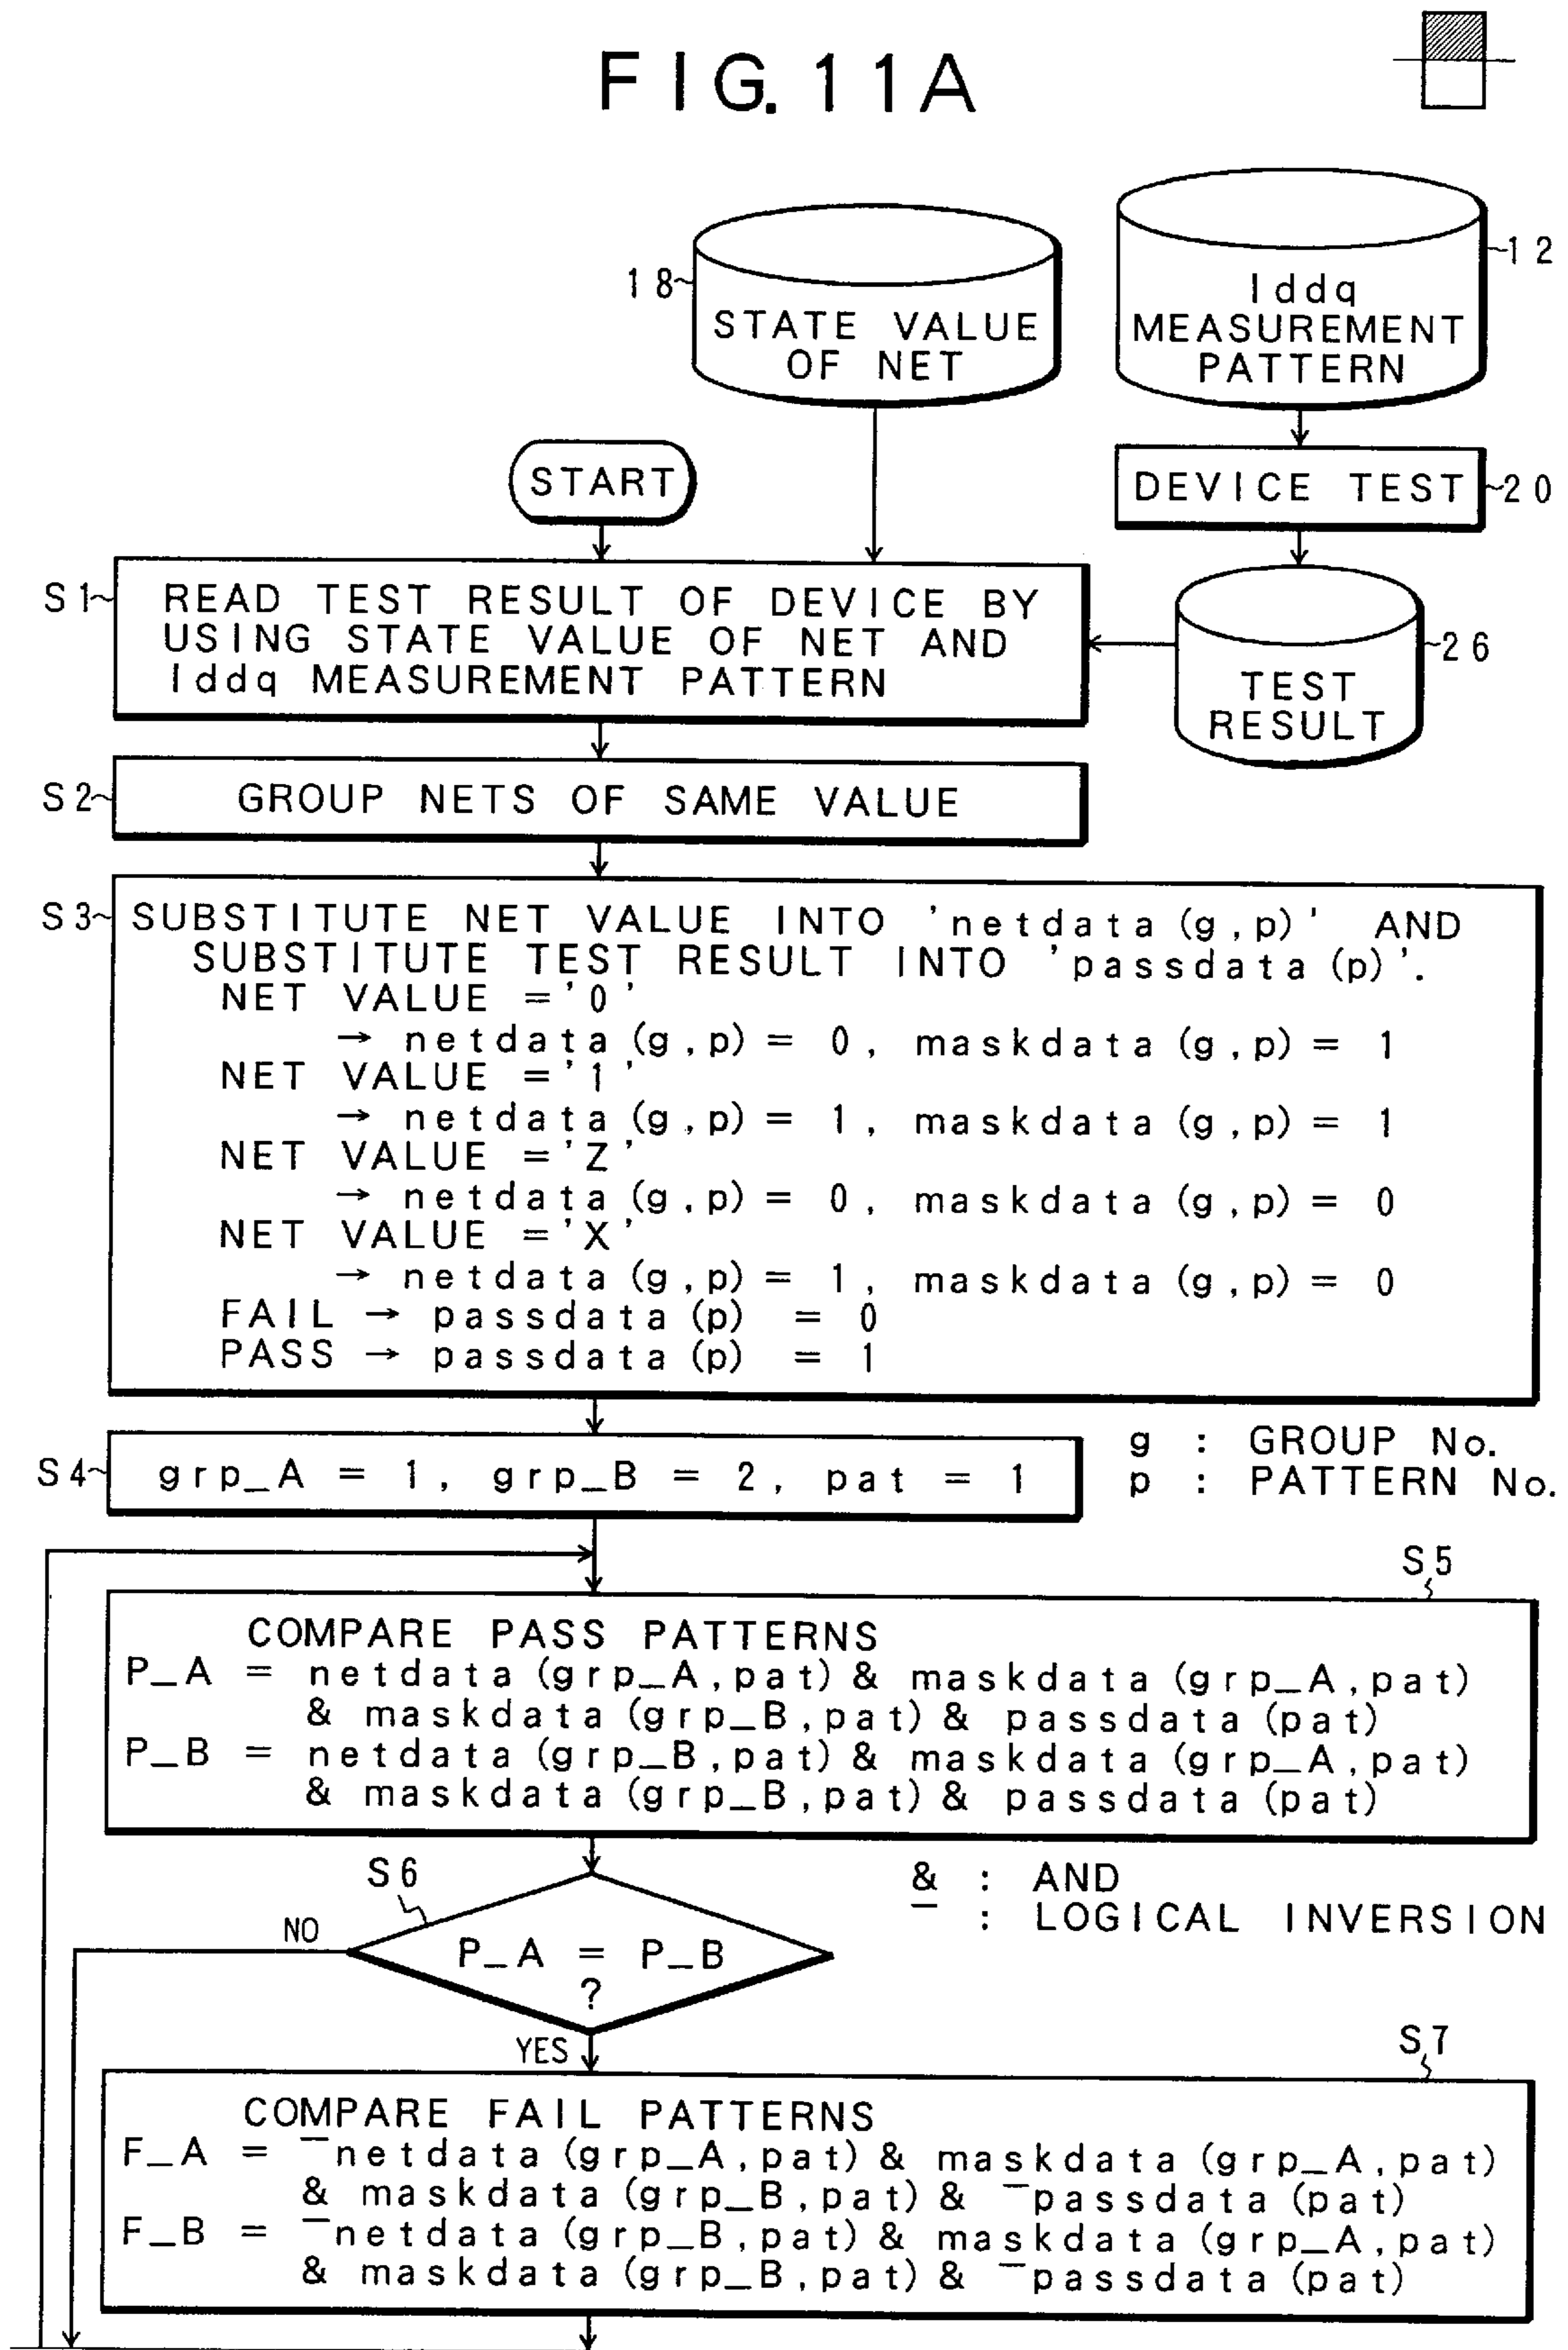 FIG. 11A
18
STATE VALUE
OF NET
12
Iddq
MEASUREMENT
PATTERN
START
DEVICE TEST
20
S1
READ TEST RESULT OF DEVICE BY
USING STATE VALUE OF NET AND
Iddq MEASUREMENT PATTERN
26
TEST
RESULT
S2
GROUP NETS OF SAME VALUE
S3
SUBSTITUTE NET VALUE INTO 'netdata (g,p)' AND
SUBSTITUTE TEST RESULT INTO 'passdata (p)'.
NET VALUE ='0'
→ netdata (g,p) = 0, maskdata (g,p) = 1
NET VALUE ='1'
→ netdata (g,p) = 1, maskdata (g,p) = 1
NET VALUE ='Z'
→ netdata (g,p) = 0, maskdata (g,p) = 0
NET VALUE ='X'
→ netdata (g,p) = 1, maskdata (g,p) = 0
FAIL → passdata (p) = 0
PASS → passdata (p) = 1
S4
grp_A = 1, grp_B = 2, pat = 1
g : GROUP No.
p : PATTERN No.
S5
COMPARE PASS PATTERNS
P_A = netdata (grp_A,pat) & maskdata (grp_A,pat)
& maskdata (grp_B,pat) & passdata (pat)
P_B = netdata (grp_B,pat) & maskdata (grp_A,pat)
& maskdata (grp_B,pat) & passdata (pat)
S6
& : AND
‾ : LOGICAL INVERSION
NO
P_A = P_B
?
YES
S7
COMPARE FAIL PATTERNS
F_A = ‾netdata (grp_A,pat) & maskdata (grp_A,pat)
& maskdata (grp_B,pat) & ‾passdata (pat)
F_B = ‾netdata (grp_B,pat) & maskdata (grp_A,pat)
& maskdata (grp_B,pat) & ‾passdata (pat)